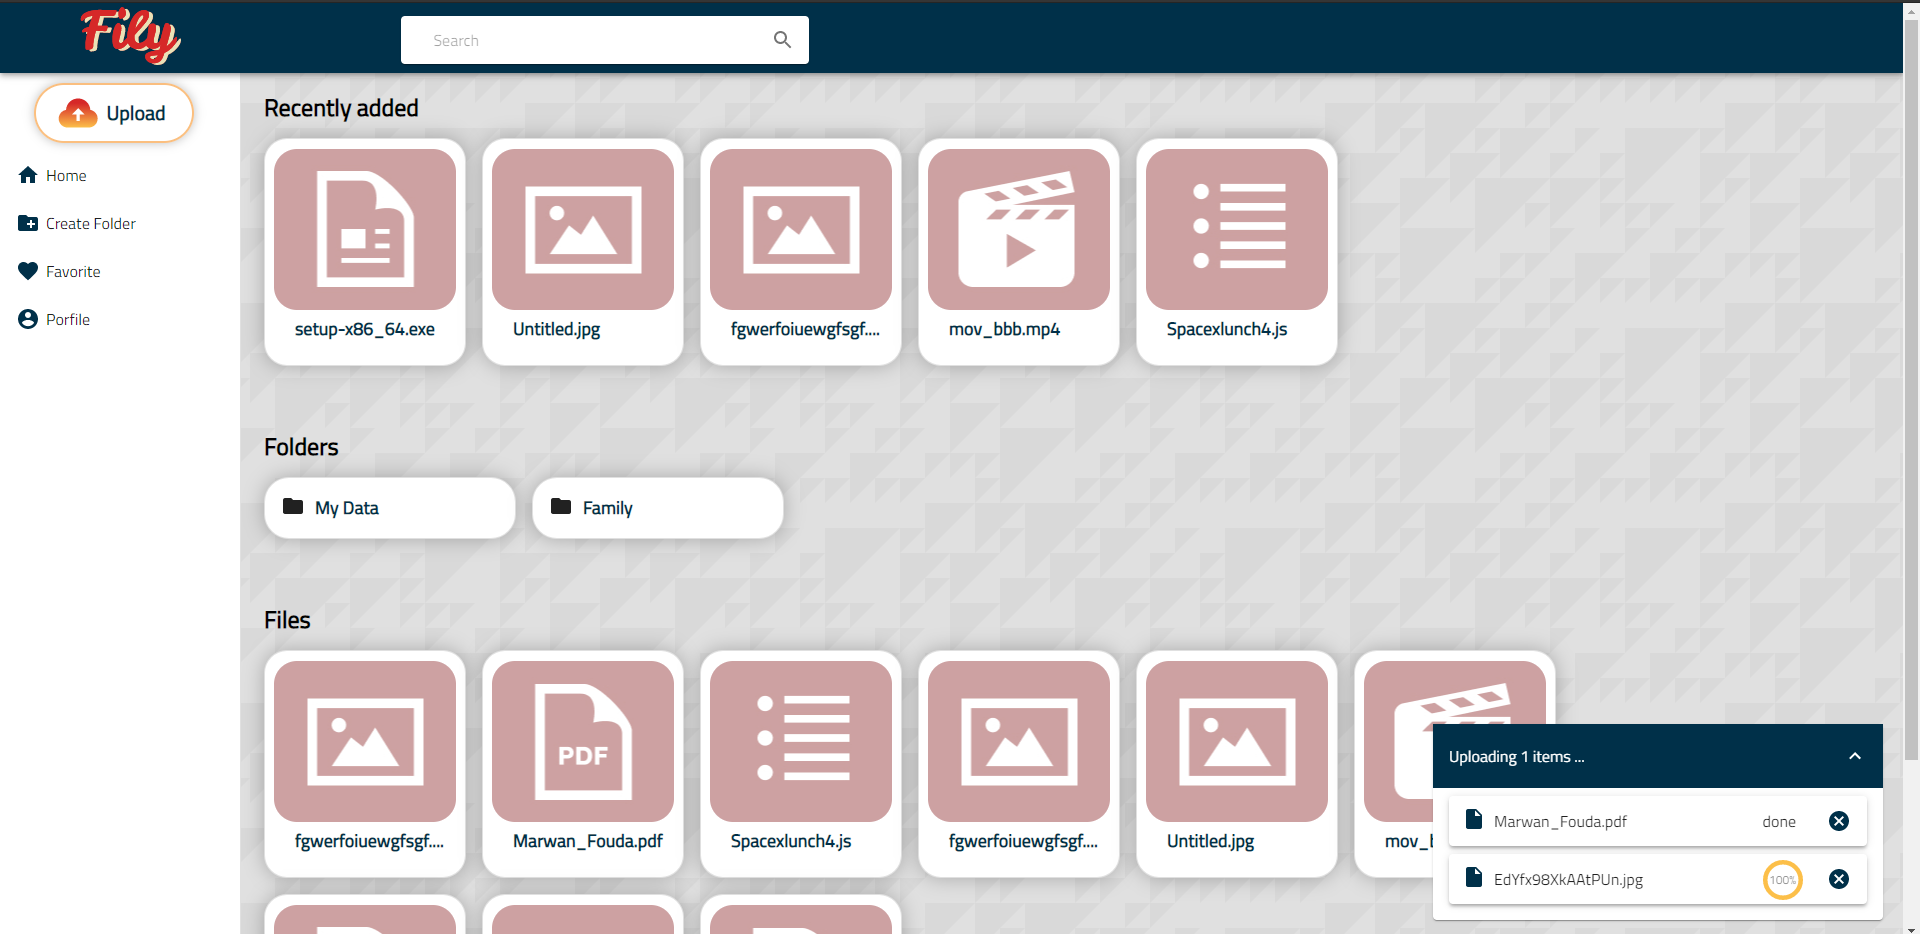 Fily
Search
Upload
Home
Create Folder
Favorite
Porfile
Recently added
setup-x86_64.exe
Untitled.jpg
fgwerfoiuewgfsgf....
mov_bbb.mp4
Spacexlunch4.js
Folders
My Data
Family
Files
PDF
fgwerfoiuewgfsgf....
Marwan_Fouda.pdf
Spacexlunch4.js
fgwerfoiuewgfsgf....
Untitled.jpg
mov_b
Uploading 1 items ...
Marwan_Fouda.pdf done
EdYfx98XkAAtPUn.jpg 100%